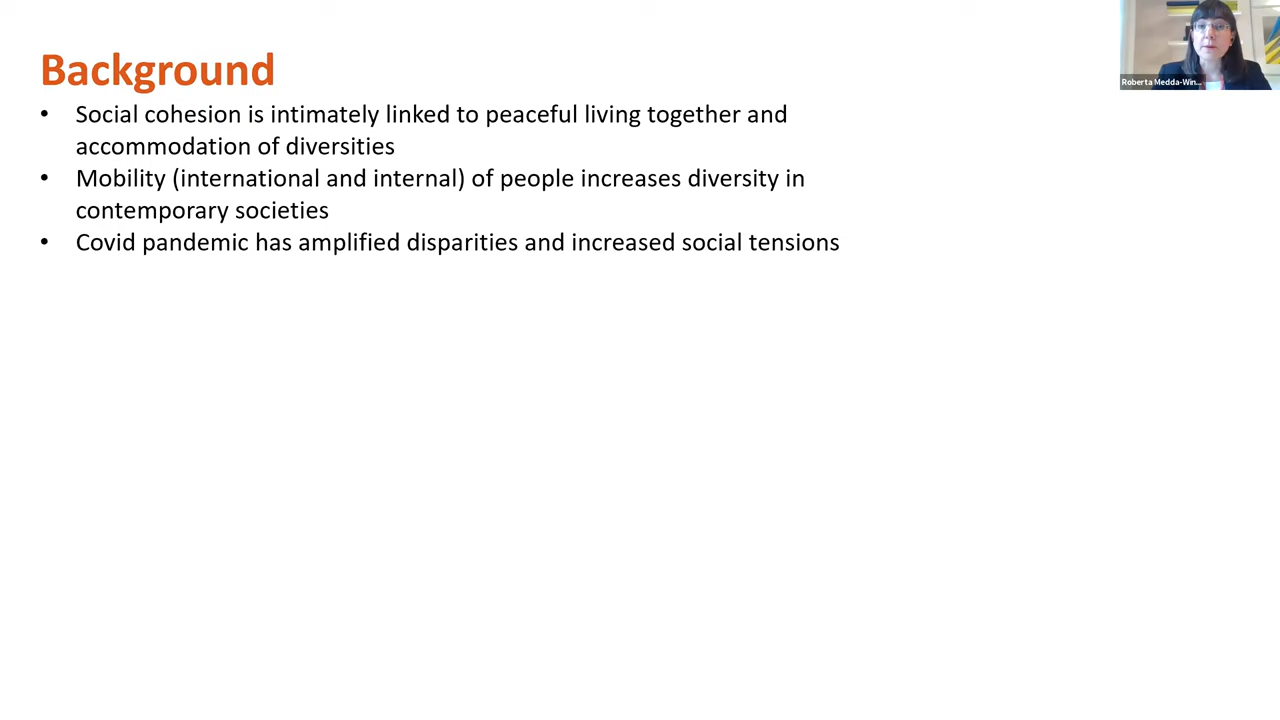 Background
• Social cohesion is intimately linked to peaceful living together and
accommodation of diversities
• Mobility (international and internal) of people increases diversity in
contemporary societies
• Covid pandemic has amplified disparities and increased social tensions
Roberta Medda-Win...